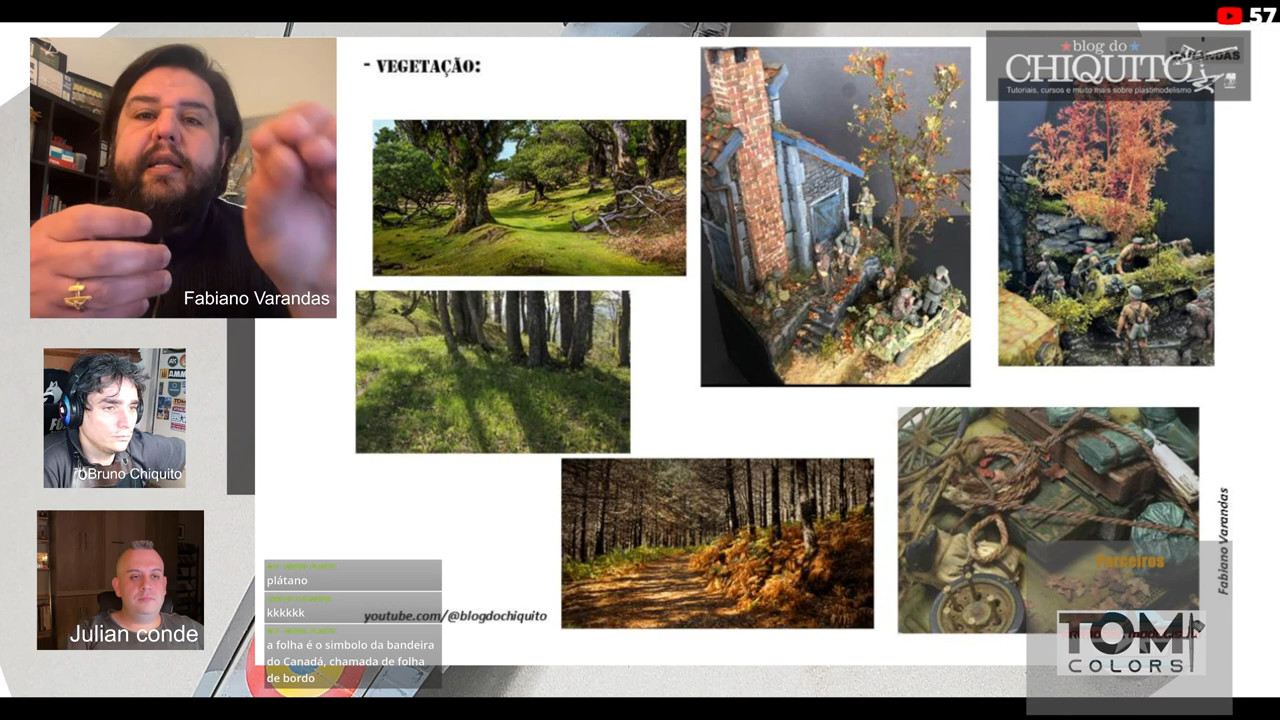 57
- VEGETAÇÃO:
blog do
CHIQUITO
Tutoriais, cursos e muito mais sobre plastimodelismo
VARANDAS
Fabiano Varandas
Bruno Chiquito
Julian conde
plátano
kkkkkk
a folha é o simbolo da bandeira
do Canadá, chamada de folha
de bordo
youtube.com/@blogdochiquito
Fabiano Varandas
Parceiros
TOM
COLORS